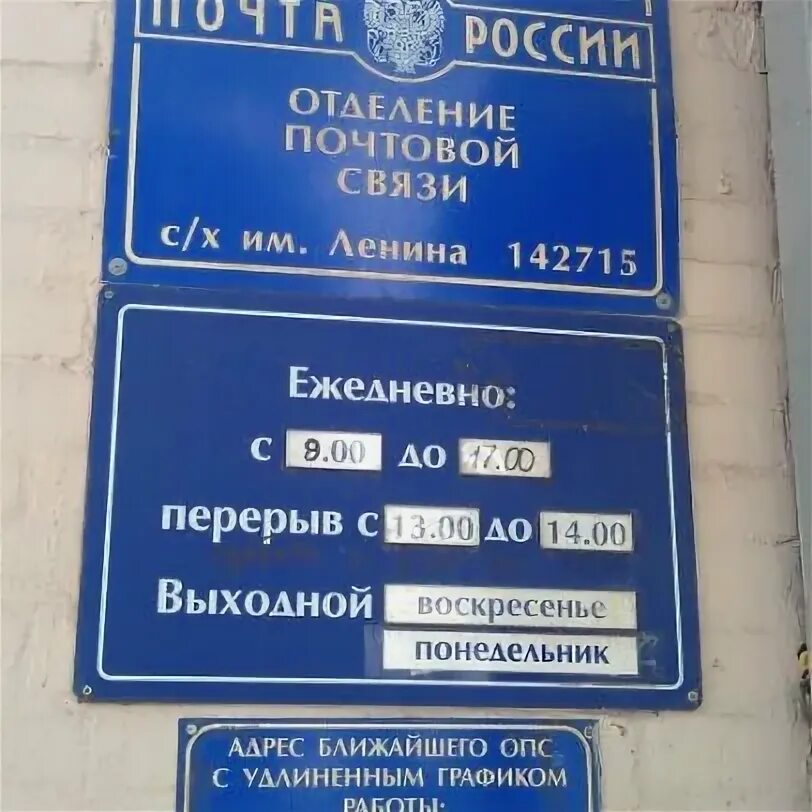 ПОЧТА РОССИИ
ОТДЕЛЕНИЕ
ПОЧТОВОЙ
СВЯЗИ
с/х им. Ленина 142715
Ежедневно:
с 9.00 до 17.00
перерыв с 13.00 до 14.00
Выходной воскресенье
понедельник
АДРЕС БЛИЖАЙШЕГО ОПС
С УДЛИНЕННЫМ ГРАФИКОМ
РАБОТЫ: